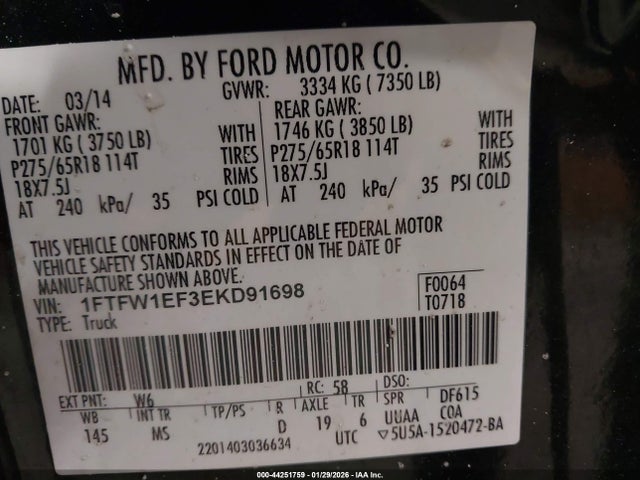 MFD. BY FORD MOTOR CO.
DATE: 03/14
GVWR: 3334 KG ( 7350 LB)
FRONT GAWR:
1701 KG ( 3750 LB)
WITH
P275/65R18 114T
TIRES
18X7.5J
RIMS
AT 240 kPa/ 35 PSI COLD
REAR GAWR:
1746 KG ( 3850 LB)
WITH
P275/65R18 114T
TIRES
18X7.5J
RIMS
AT 240 kPa/ 35 PSI COLD
THIS VEHICLE CONFORMS TO ALL APPLICABLE FEDERAL MOTOR
VEHICLE SAFETY STANDARDS IN EFFECT ON THE DATE OF
MANUFACTURE SHOWN ABOVE.
VIN: 1FTFW1EF3EKD91698
TYPE: Truck
F0064
T0718
EXT PNT: W6
RC: 58
DSO:
WB
INT TR
TP/PS
R
AXLE
TR
SPR
DF615
145
MS
D
19
6
UUAA
COA
2201403036634
UTC
▽5U5A-1520472-BA
000-44251759 | 01/29/2026 - IAAI, Inc.